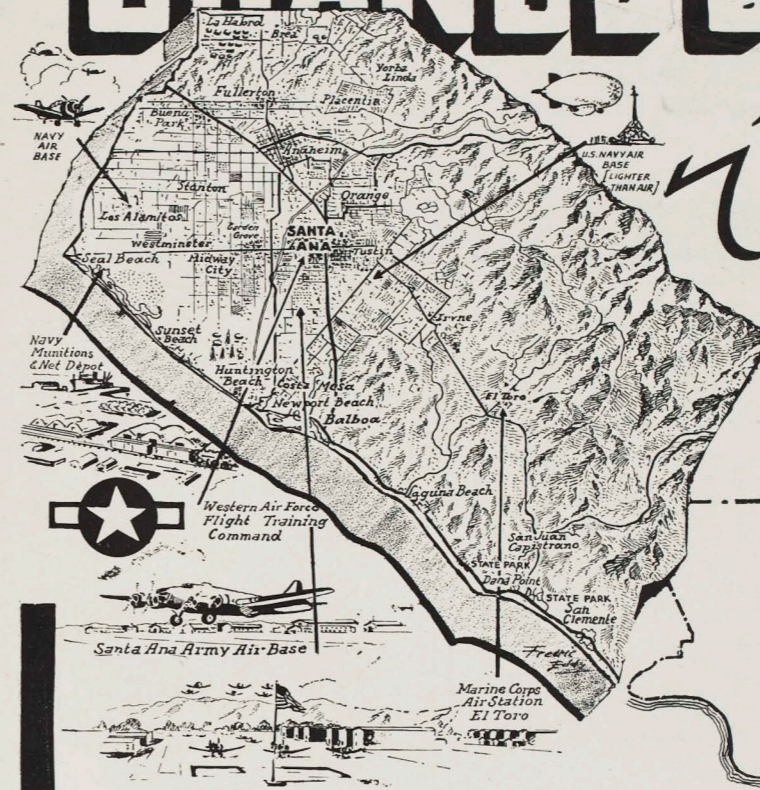 La Habra
Brea
Yorba
Linda
Fullerton
Placentia
Buena
Park
NAVY
AIR
BASE
Anaheim
U.S. NAVY AIR
BASE
[LIGHTER
THAN AIR]
Stanton
Orange
Los Alamitos
Garden
Grove
SANTA
ANA
Westminster
Tustin
Seal Beach
Midway
City
Irvne
Sunset
Beach
Navy
Munitions
& Net Depot
Huntington
Beach
Costa Mesa
Newport Beach
El Toro
Balboa
Laguna Beach
Western Air Force
Flight Training
Command
San Juan
Capistrano
STATE PARK
Dana Point
STATE PARK
San
Clemente
Santa Ana Army Air Base
Fredric
Eddy
Marine Corps
Air Station
El Toro